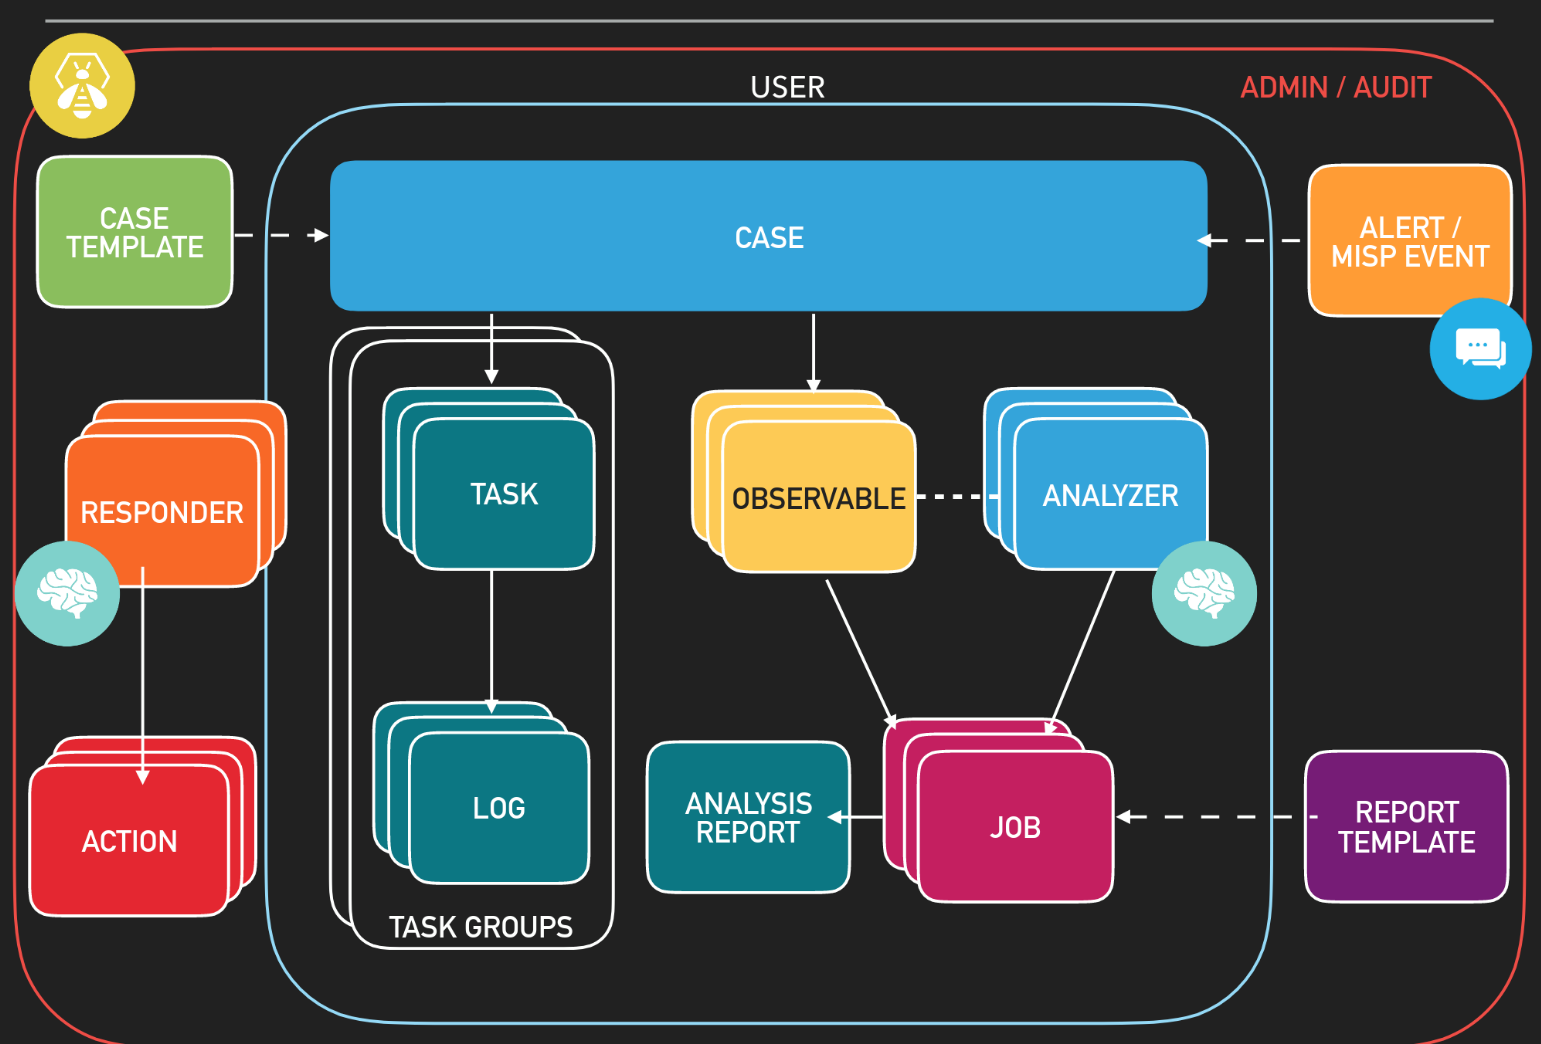 USER
ADMIN / AUDIT
CASE
TEMPLATE
CASE
ALERT /
MISP EVENT
RESPONDER
TASK
OBSERVABLE
ANALYZER
ACTION
LOG
ANALYSIS
REPORT
JOB
REPORT
TEMPLATE
TASK GROUPS